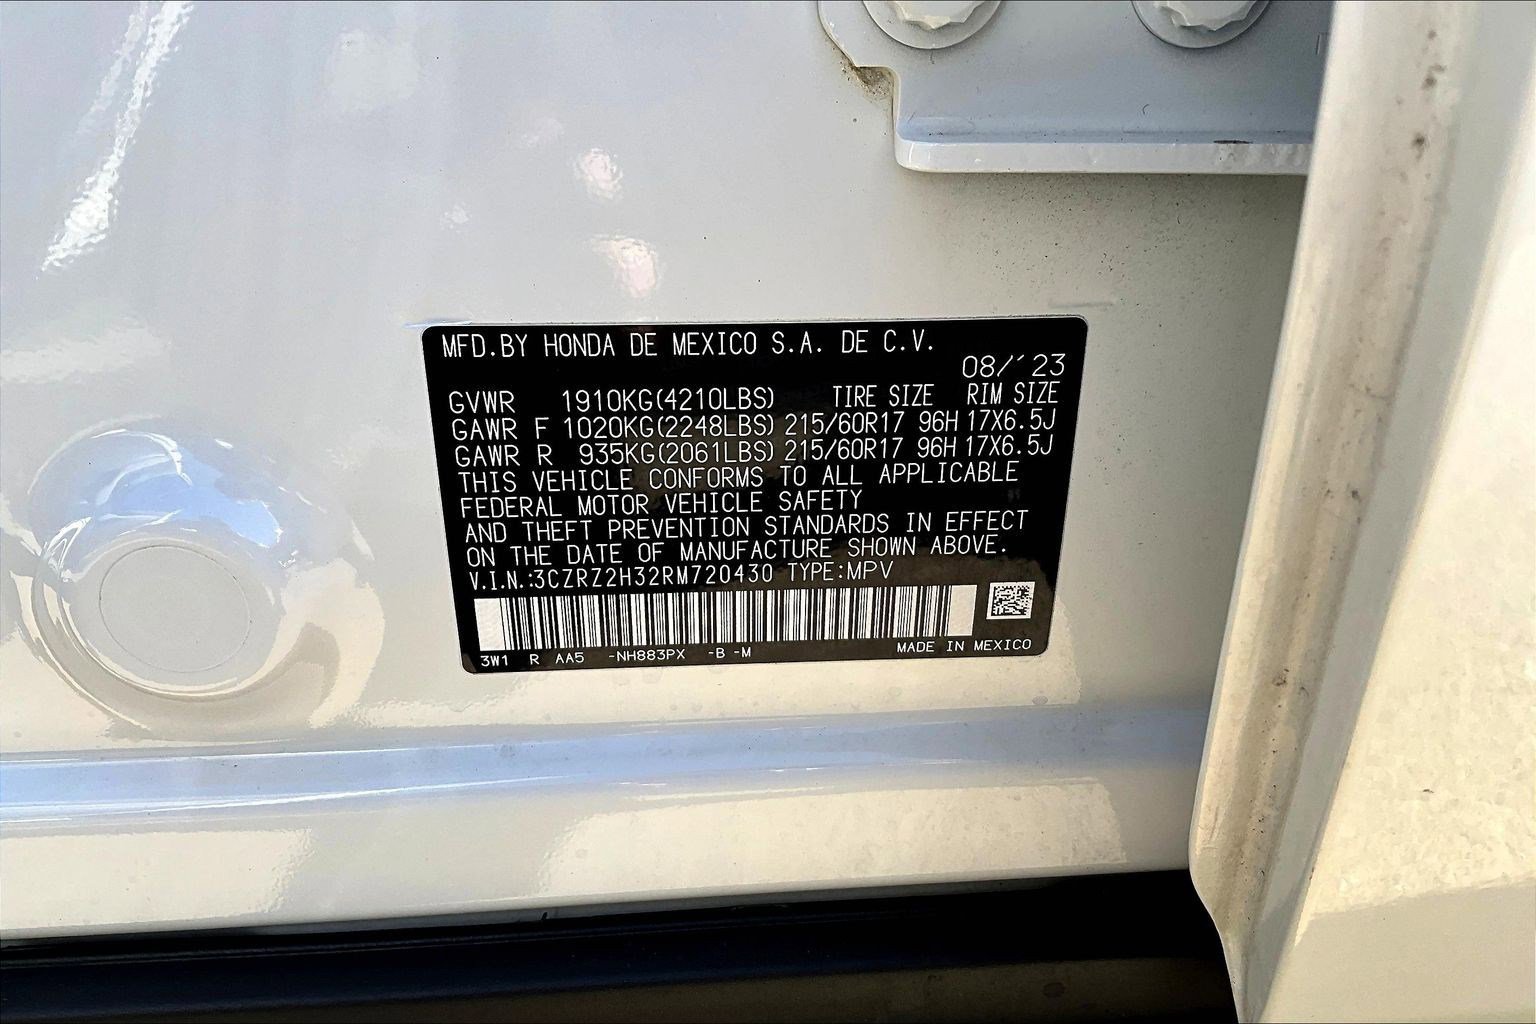 MFD.BY HONDA DE MEXICO S.A. DE C.V.
08/´23
GVWR 1910KG(4210LBS) TIRE SIZE RIM SIZE
GAWR F 1020KG(2248LBS) 215/60R17 96H 17X6.5J
GAWR R 935KG(2061LBS) 215/60R17 96H 17X6.5J
THIS VEHICLE CONFORMS TO ALL APPLICABLE
FEDERAL MOTOR VEHICLE SAFETY
AND THEFT PREVENTION STANDARDS IN EFFECT
ON THE DATE OF MANUFACTURE SHOWN ABOVE.
V.I.N.:3CZRZ2H32RM720430 TYPE:MPV
3W1 R AA5 -NH883PX -B -M MADE IN MEXICO